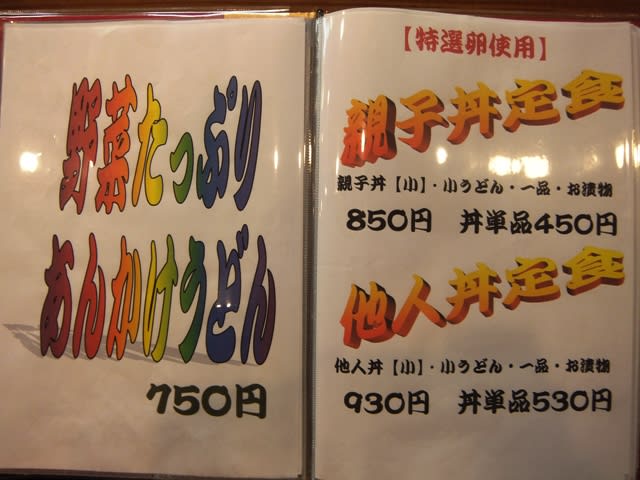 野菜たっぷり
あんかけうどん
750円
【特選卵使用】
親子丼定食
親子丼【小】・小うどん・一品・お漬物
850円 丼単品450円
他人丼定食
他人丼【小】・小うどん・一品・お漬物
930円 丼単品530円